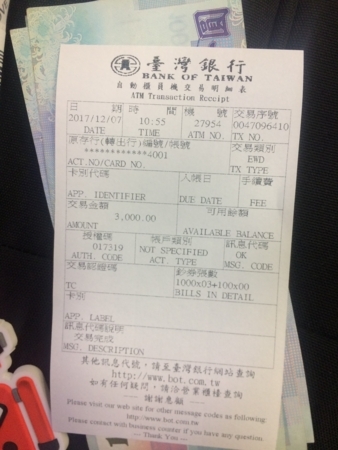 臺灣銀行
BANK OF TAIWAN
自動櫃員機交易明細表
ATM Transaction Receipt
日期 時間 機號 交易序號
2017/12/07 10:55 27954 0047096410
DATE TIME ATM NO. TX NO.
原存行(轉出行)編號/帳號 交易類別
***********4001 EWD
ACT.NO/CARD NO. TX TYPE
卡別代碼 入帳日 手續費
APP. IDENTIFIER DUE DATE FEE
交易金額 可用餘額
3,000.00
AMOUNT AVAILABLE BALANCE
授權碼 帳戶類別 訊息代碼
017319 NOT SPECIFIED OK
AUTH. CODE ACT. TYPE MSG. CODE
交易驗證碼 鈔券張數
1000x03+100x00
TC BILLS IN DETAIL
卡別
APP. LABEL
訊息代碼說明
交易完成
MSG. DESCRIPTION
其他訊息代號，請至臺灣銀行網站查詢
http://www.bot.com.tw
如有任何疑問，請洽營業櫃檯查詢
— 謝謝惠顧 —
Please visit our web site for other message codes as following.
http://www.bot.com.tw
Please contact with business counter if you have any question.
— Thank You —